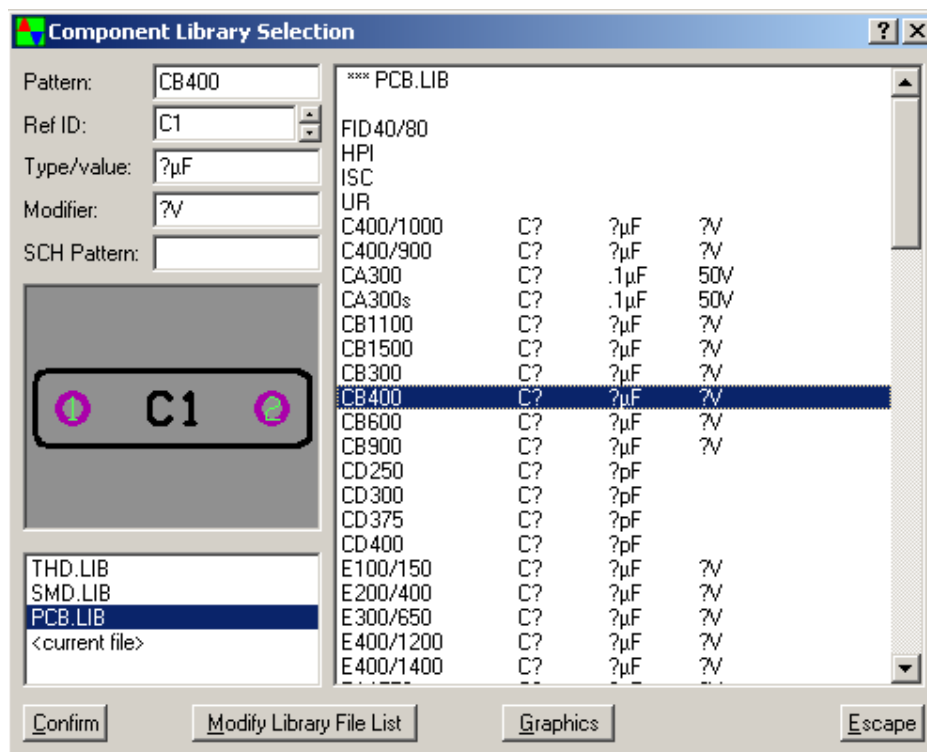 Component Library Selection
Pattern: CB400
Ref ID: C1
Type/value: ?µF
Modifier: ?V
SCH Pattern:
1 C1 2
THD.LIB
SMD.LIB
PCB.LIB
<current file>
*** PCB.LIB
FID40/80
HPI
ISC
UR
C400/1000 C? ?µF ?V
C400/900 C? ?µF ?V
CA300 C? .1µF 50V
CA300s C? .1µF 50V
CB1100 C? ?µF ?V
CB1500 C? ?µF ?V
CB300 C? ?µF ?V
CB400 C? ?µF ?V
CB600 C? ?µF ?V
CB900 C? ?µF ?V
CD250 C? ?pF
CD300 C? ?pF
CD375 C? ?pF
CD400 C? ?pF
E100/150 C? ?µF ?V
E200/400 C? ?µF ?V
E300/650 C? ?µF ?V
E400/1200 C? ?µF ?V
E400/1400 C? ?µF ?V
Confirm Modify Library File List Graphics Escape